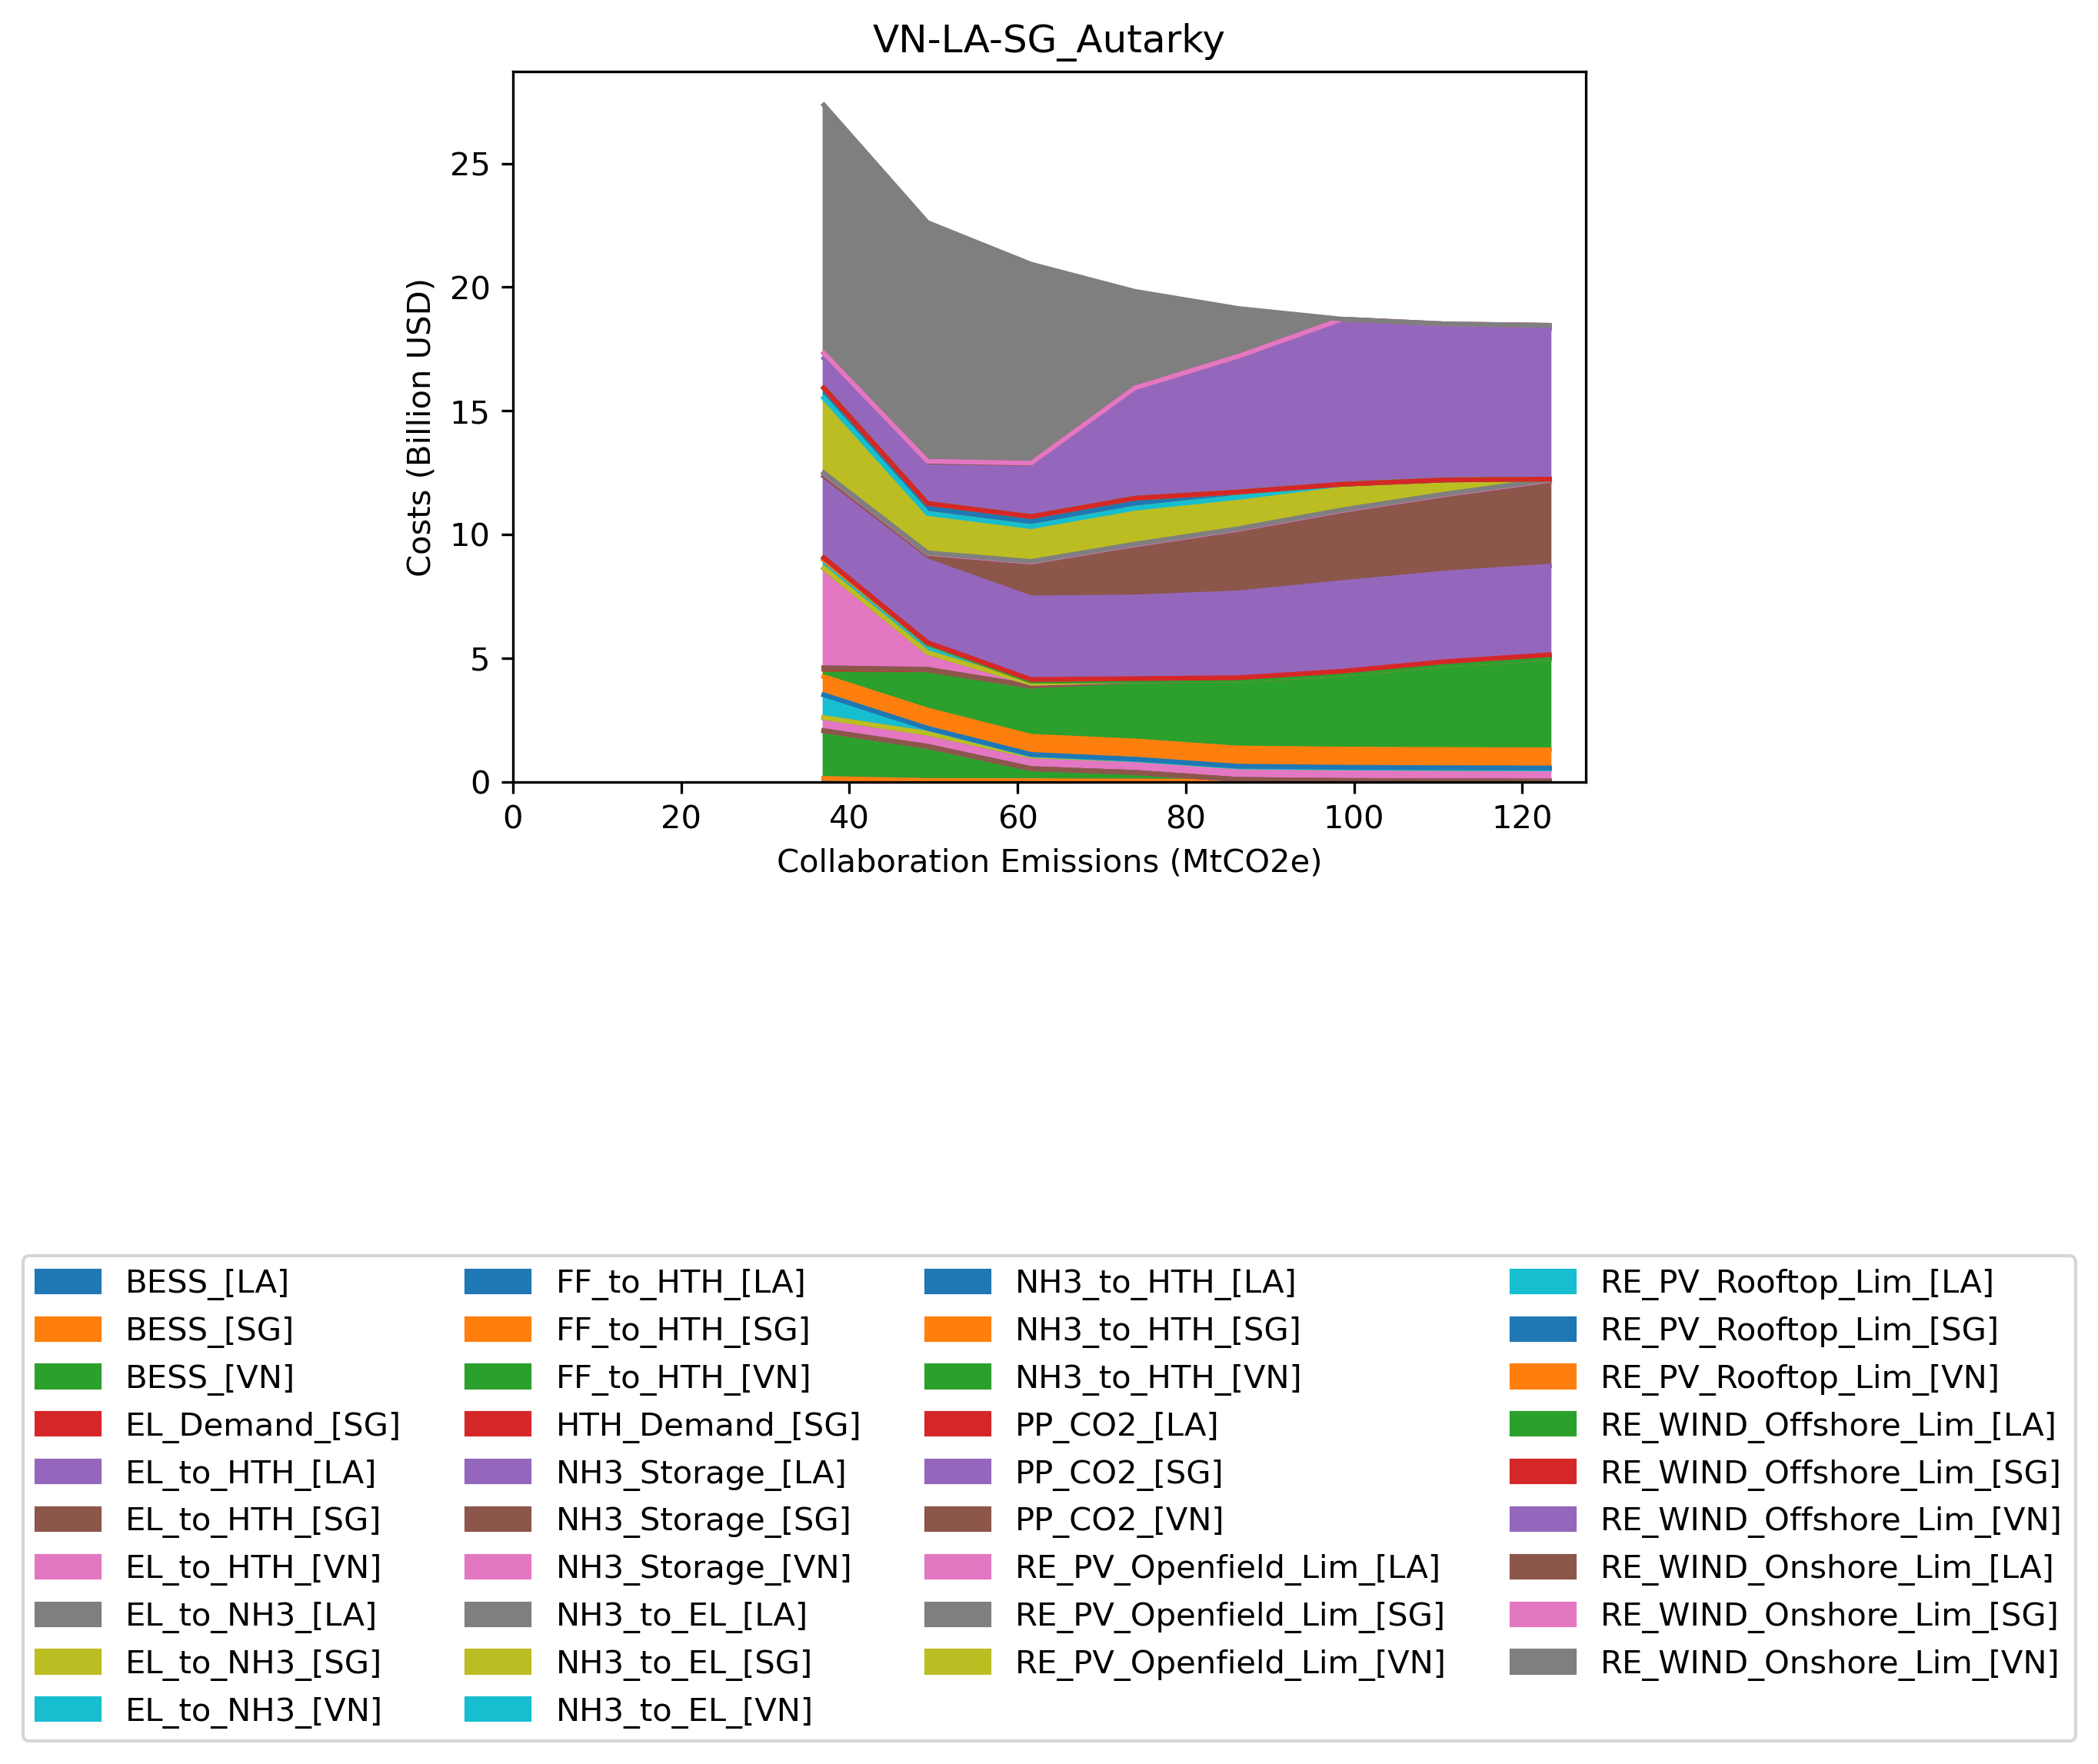 VN-LA-SG_Autarky
Costs (Billion USD)
25
20
15
10
5
0
0 20 40 60 80 100 120
Collaboration Emissions (MtCO2e)
BESS_[LA]
BESS_[SG]
BESS_[VN]
EL_Demand_[SG]
EL_to_HTH_[LA]
EL_to_HTH_[SG]
EL_to_HTH_[VN]
EL_to_NH3_[LA]
EL_to_NH3_[SG]
EL_to_NH3_[VN]
FF_to_HTH_[LA]
FF_to_HTH_[SG]
FF_to_HTH_[VN]
HTH_Demand_[SG]
NH3_Storage_[LA]
NH3_Storage_[SG]
NH3_Storage_[VN]
NH3_to_EL_[LA]
NH3_to_EL_[SG]
NH3_to_EL_[VN]
NH3_to_HTH_[LA]
NH3_to_HTH_[SG]
NH3_to_HTH_[VN]
PP_CO2_[LA]
PP_CO2_[SG]
PP_CO2_[VN]
RE_PV_Openfield_Lim_[LA]
RE_PV_Openfield_Lim_[SG]
RE_PV_Openfield_Lim_[VN]
RE_PV_Rooftop_Lim_[LA]
RE_PV_Rooftop_Lim_[SG]
RE_PV_Rooftop_Lim_[VN]
RE_WIND_Offshore_Lim_[LA]
RE_WIND_Offshore_Lim_[SG]
RE_WIND_Offshore_Lim_[VN]
RE_WIND_Onshore_Lim_[LA]
RE_WIND_Onshore_Lim_[SG]
RE_WIND_Onshore_Lim_[VN]